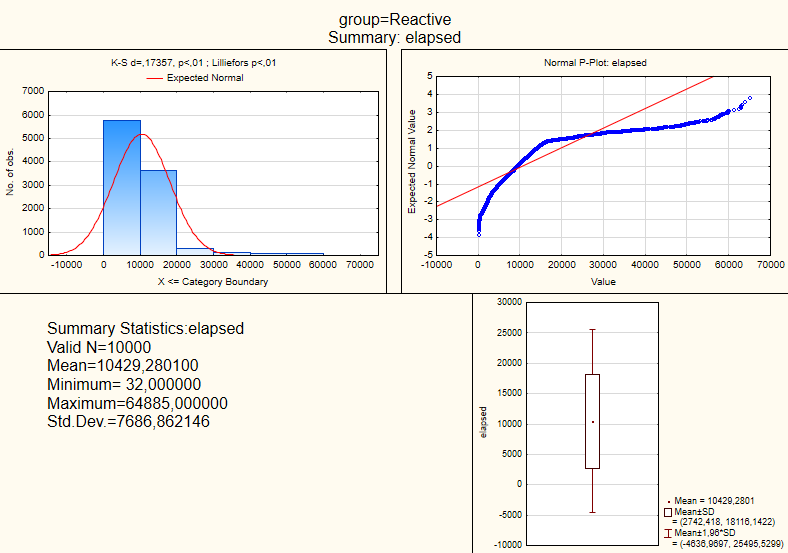 group=Reactive
Summary: elapsed
K-S d=,17357, p<,01 ; Lilliefors p<,01
Expected Normal
7000
6000
5000
4000
3000
2000
1000
0
No. of obs.
-10000 0 10000 20000 30000 40000 50000 60000 70000
X <= Category Boundary
Normal P-Plot: elapsed
5
4
3
2
1
0
-1
-2
-3
-4
-5
Expected Normal Value
-10000 0 10000 20000 30000 40000 50000 60000 70000
Value
Summary Statistics:elapsed
Valid N=10000
Mean=10429,280100
Minimum= 32,000000
Maximum=64885,000000
Std.Dev.=7686,862146
30000
25000
20000
15000
10000
5000
0
-5000
-10000
elapsed
Mean = 10429,2801
Mean±SD
= (2742,418, 18116,1422)
Mean±1,96*SD
= (-4636,9697, 25495,5299)